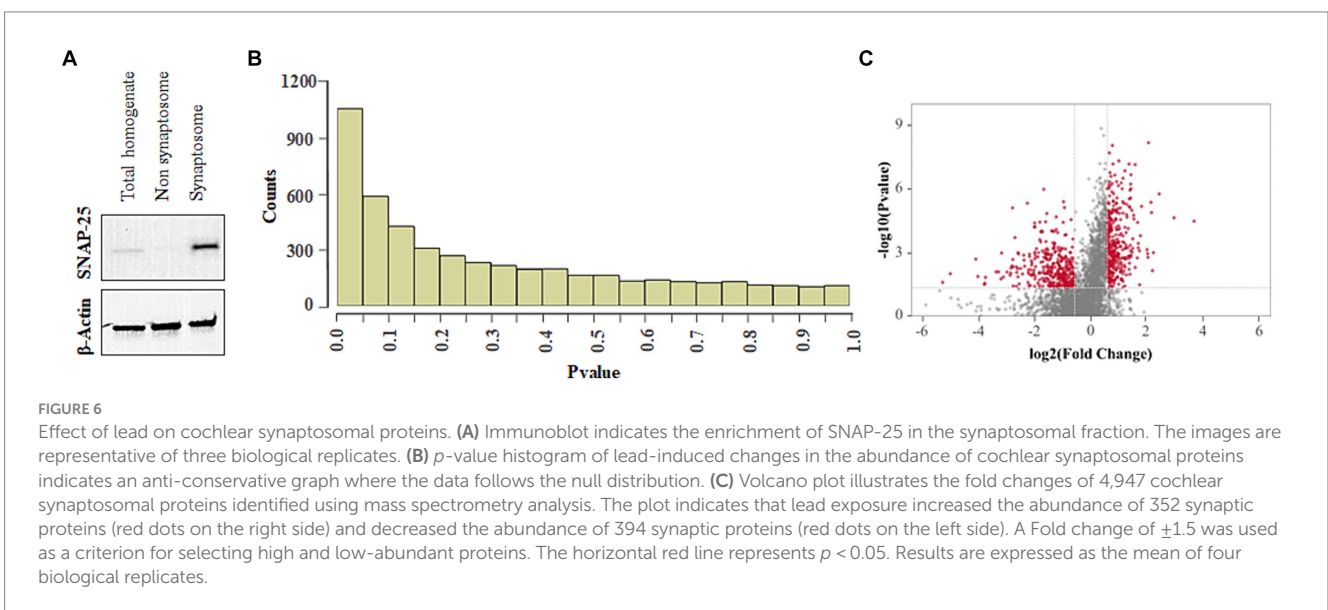 A
Total homogenate
Non synaptosome
Synaptosome
SNAP-25
β-Actin
B
1200
900
600
300
0
Counts
0.0
0.1
0.2
0.3
0.4
0.5
0.6
0.7
0.8
0.9
1.0
Pvalue
C
9
6
3
0
-log10(Pvalue)
-6
-4
-2
0
2
4
6
log2(Fold Change)
FIGURE 6
Effect of lead on cochlear synaptosomal proteins. (A) Immunoblot indicates the enrichment of SNAP-25 in the synaptosomal fraction. The images are
representative of three biological replicates. (B) p-value histogram of lead-induced changes in the abundance of cochlear synaptosomal proteins
indicates an anti-conservative graph where the data follows the null distribution. (C) Volcano plot illustrates the fold changes of 4,947 cochlear
synaptosomal proteins identified using mass spectrometry analysis. The plot indicates that lead exposure increased the abundance of 352 synaptic
proteins (red dots on the right side) and decreased the abundance of 394 synaptic proteins (red dots on the left side). A Fold change of ±1.5 was used
as a criterion for selecting high and low-abundant proteins. The horizontal red line represents p < 0.05. Results are expressed as the mean of four
biological replicates.